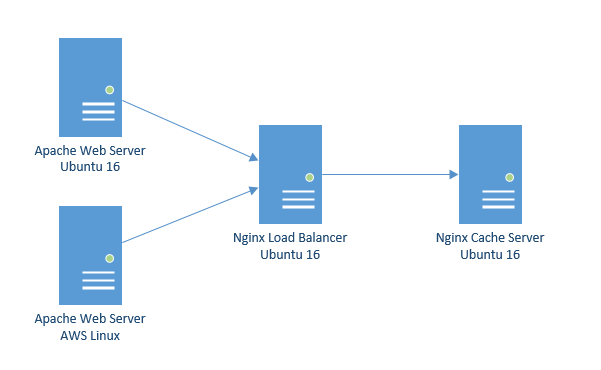 Apache Web Server
Ubuntu 16
Nginx Load Balancer
Ubuntu 16
Nginx Cache Server
Ubuntu 16
Apache Web Server
AWS Linux